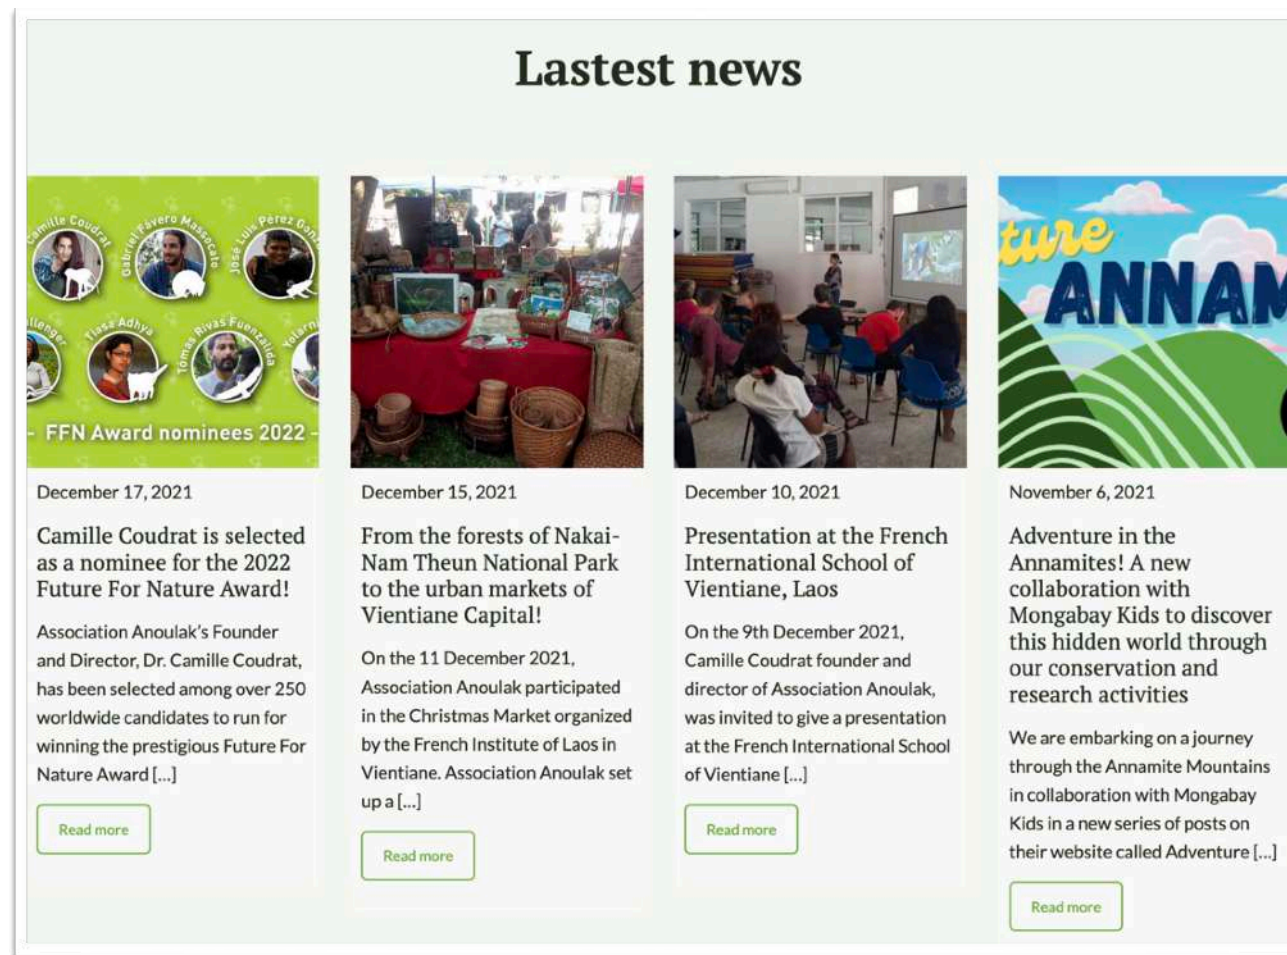 Lastest news
Camille Coudrat
Gabriel Fávero Massocato
José Luis Pérez
Tiasa Adhya
Tomas Rivas Fuenzalida
- FFN Award nominees 2022 -
December 17, 2021
Camille Coudrat is selected
as a nominee for the 2022
Future For Nature Award!
Association Anoulak's Founder
and Director, Dr. Camille Coudrat,
has been selected among over 250
worldwide candidates to run for
winning the prestigious Future For
Nature Award [...]
Read more
December 15, 2021
From the forests of Nakai-
Nam Theun National Park
to the urban markets of
Vientiane Capital!
On the 11 December 2021,
Association Anoulak participated
in the Christmas Market organized
by the French Institute of Laos in
Vientiane. Association Anoulak set
up a [...]
Read more
December 10, 2021
Presentation at the French
International School of
Vientiane, Laos
On the 9th December 2021,
Camille Coudrat founder and
director of Association Anoulak,
was invited to give a presentation
at the French International School
of Vientiane [...]
Read more
ture
ANNAM
November 6, 2021
Adventure in the
Annamites! A new
collaboration with
Mongabay Kids to discover
this hidden world through
our conservation and
research activities
We are embarking on a journey
through the Annamite Mountains
in collaboration with Mongabay
Kids in a new series of posts on
their website called Adventure [...]
Read more